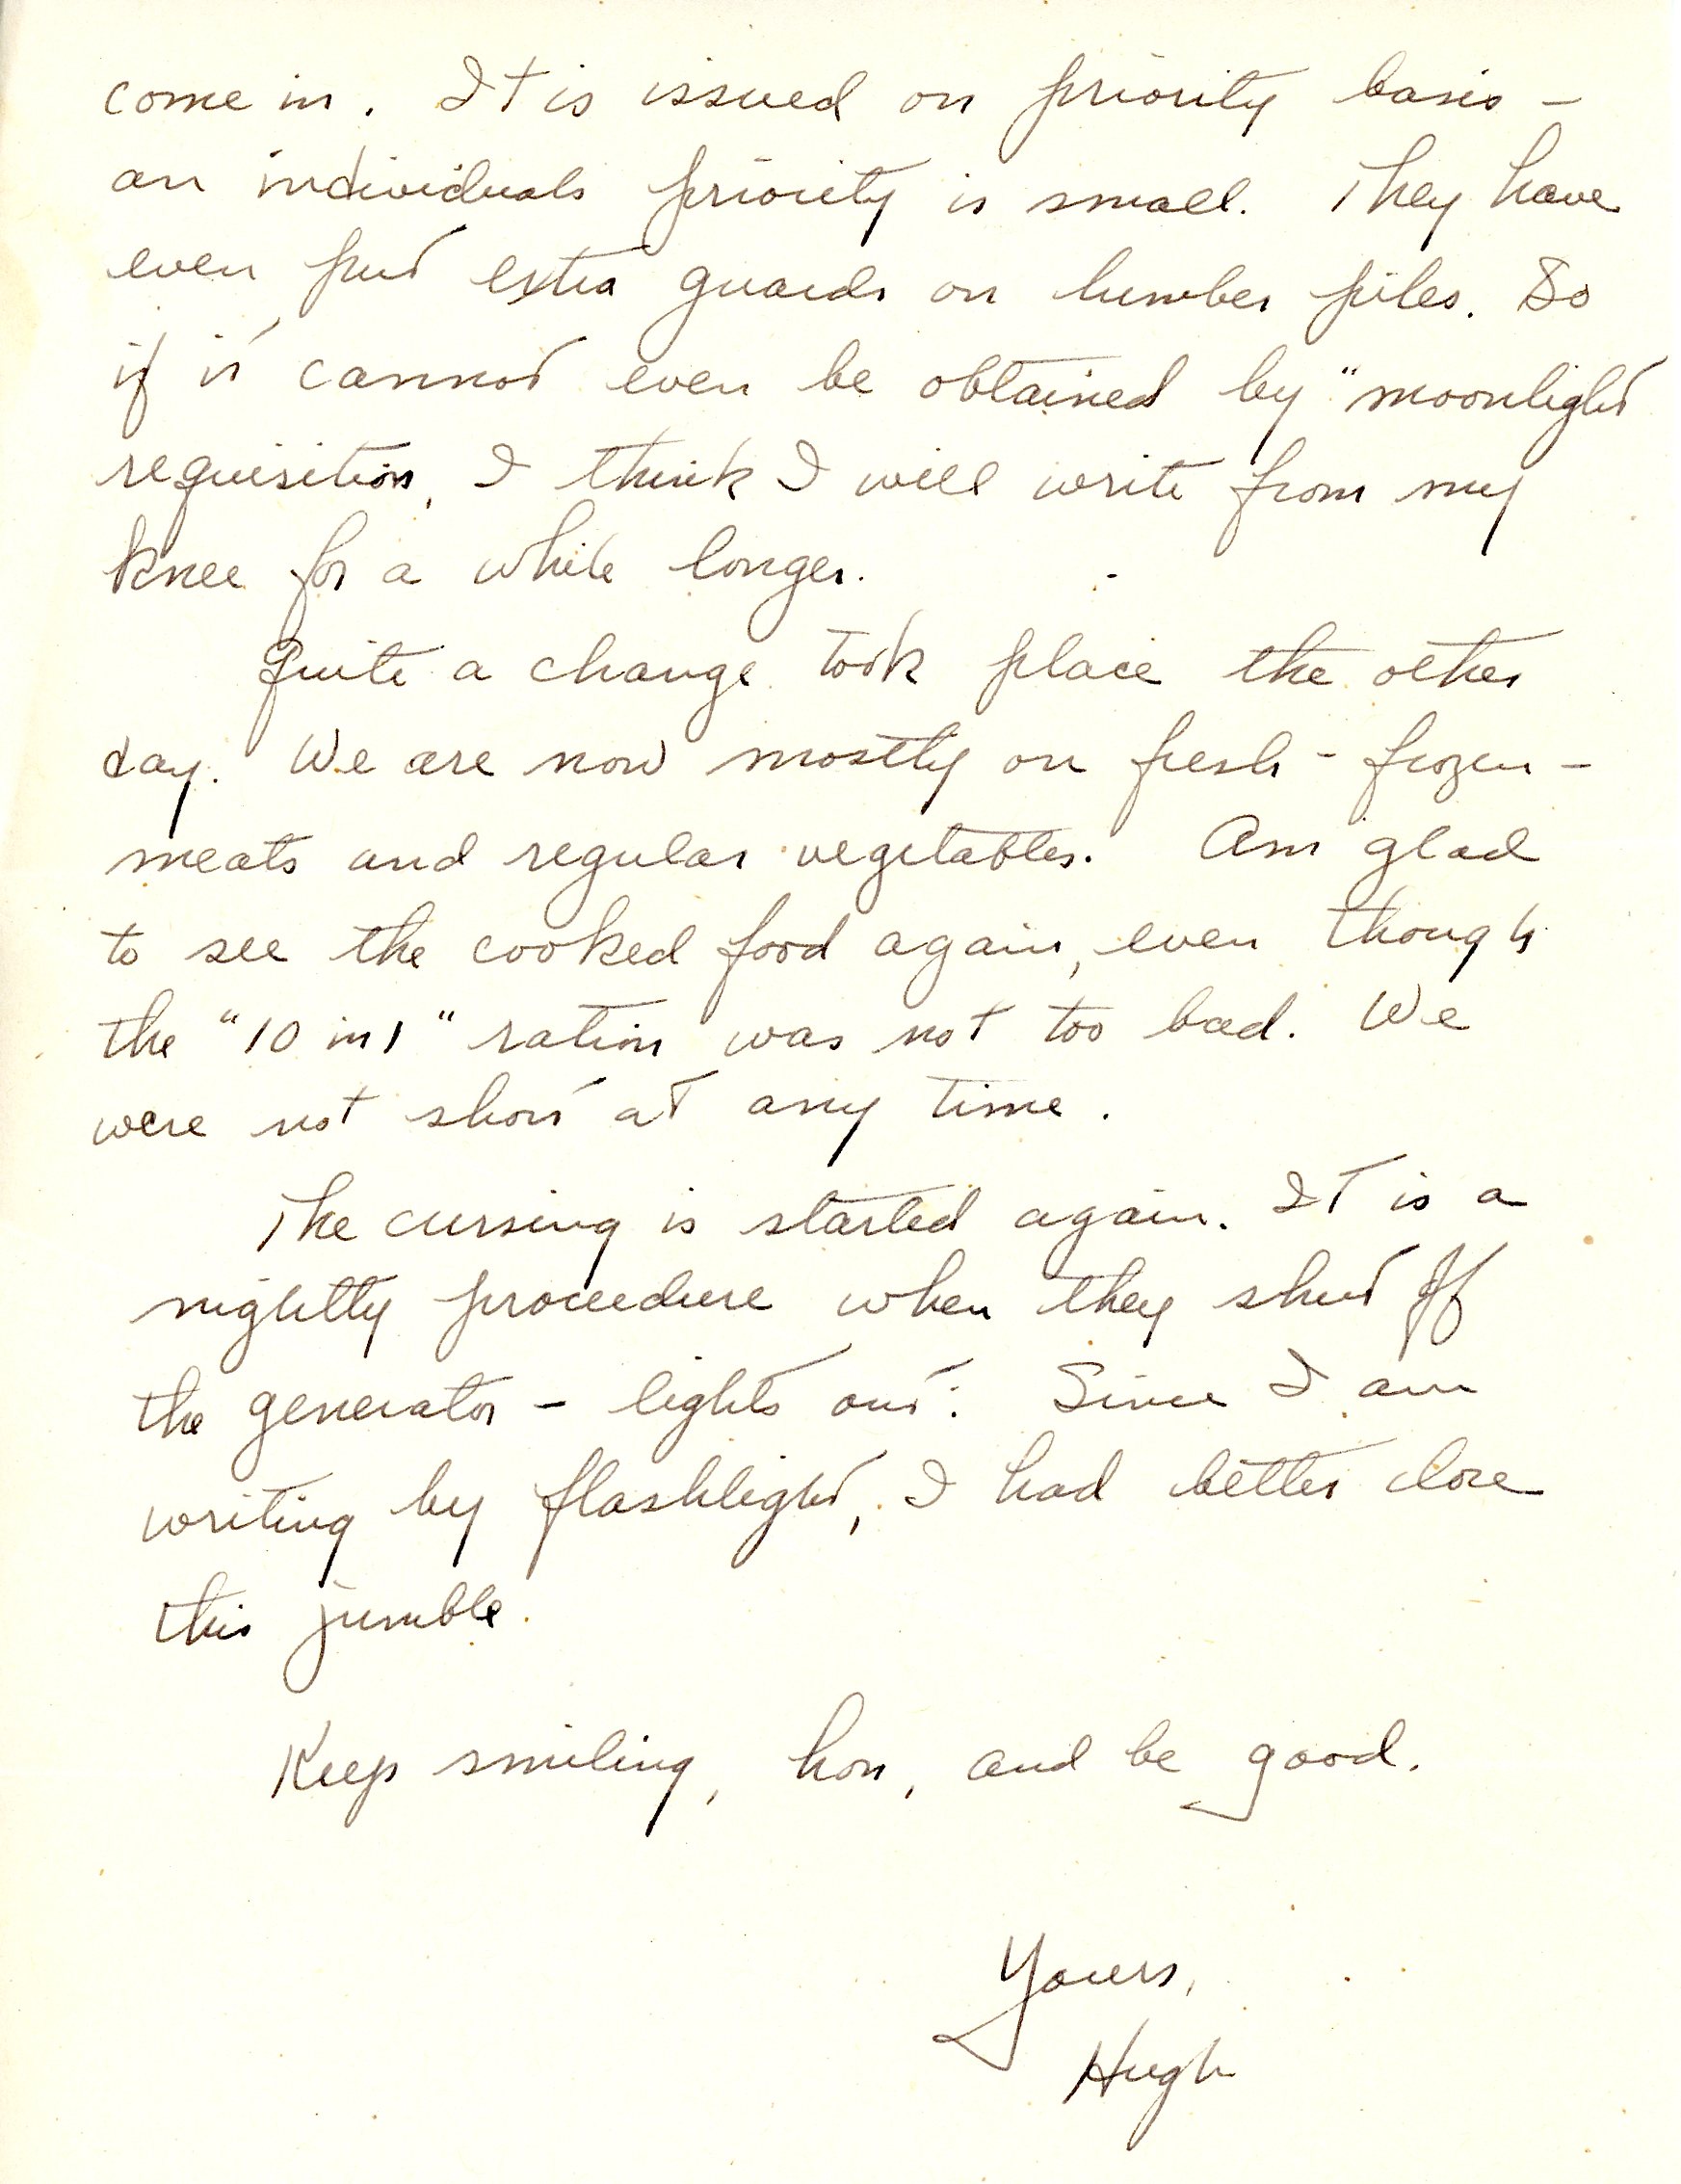 come in. It is issued on priority basis –
an individuals priority is small. They have
even put extra guards on lumber piles. So
if it cannot even be obtained by "moonlight
requisition, I think I will write from my
knee for a while longer.
Quite a change took place the other
day. We are now mostly on fresh - frozen -
meats and regular vegetables. Am glad
to see the cooked food again, even though
the "10 in 1" ration was not too bad. We
were not short at any time.
The cursing is started again. It is a
nightly procedure when they shut off
the generator – lights out! Since I am
writing by flashlight, I had better close
this jumble.
Keep smiling, hon, and be good.
Yours,
Hugh